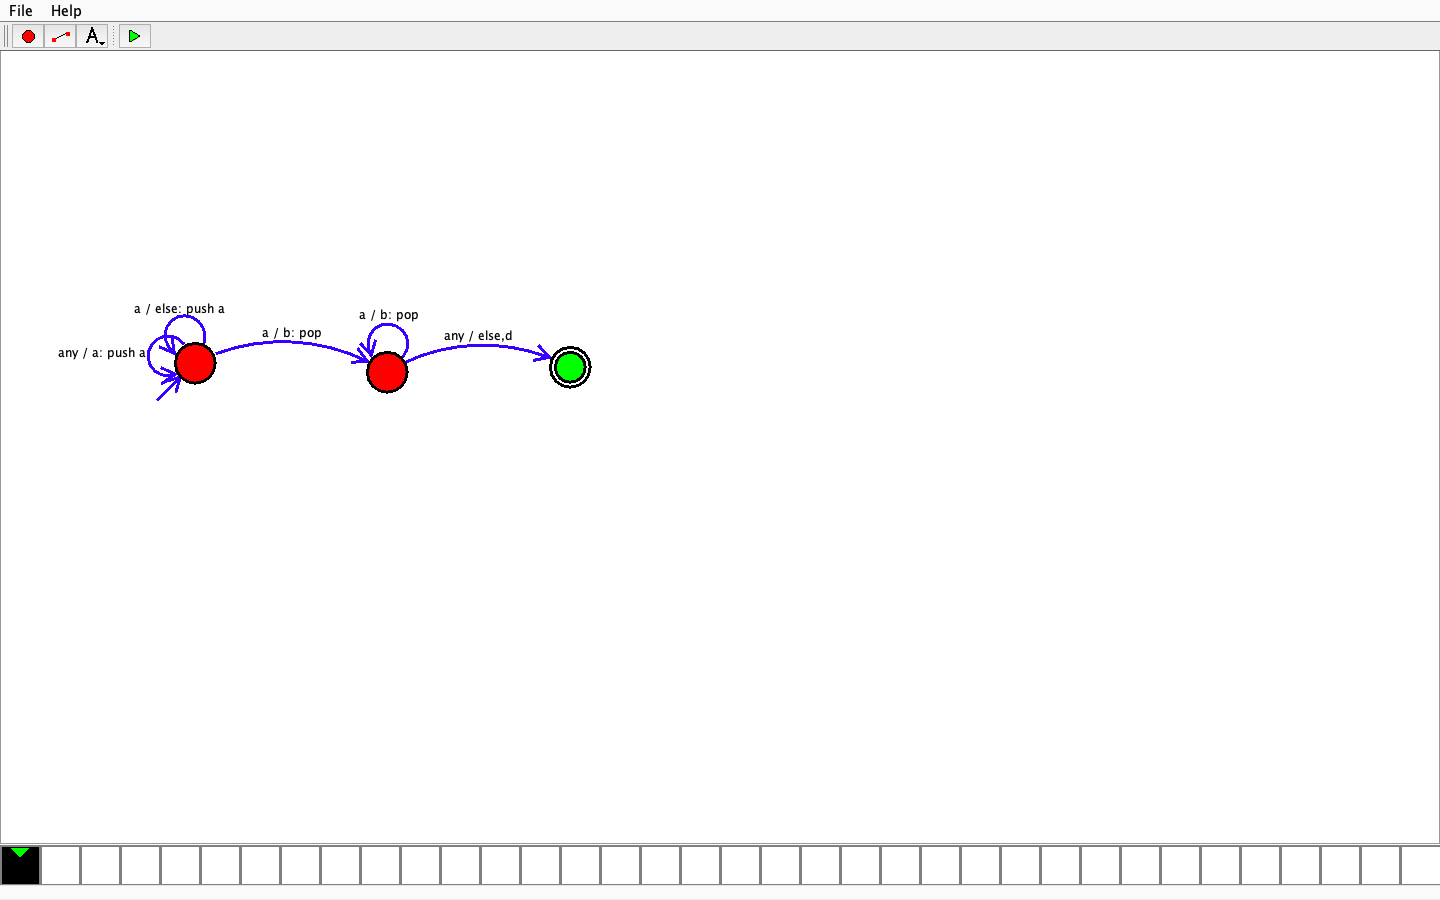 File Help
A
a / else: push a
a / b: pop
a / b: pop
any / else,d
any / a: push a